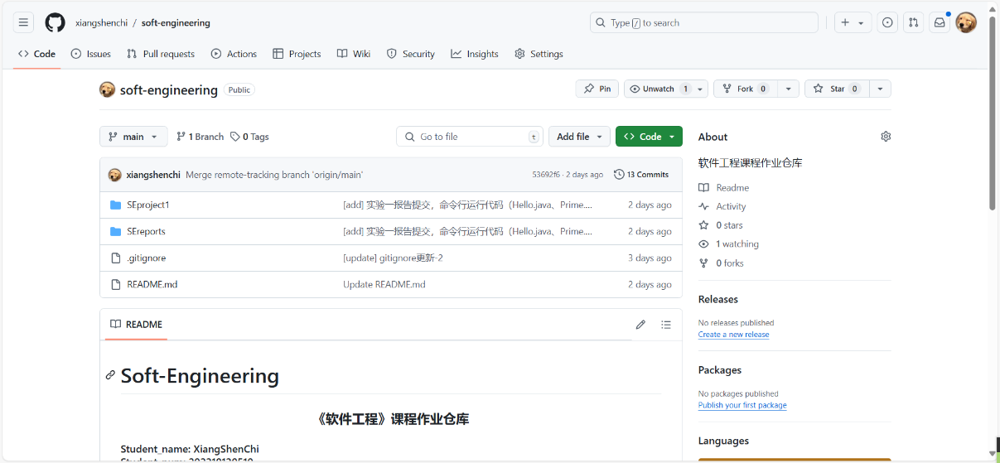 xiangshenchi / soft-engineering
Type / to search
Code Issues Pull requests Actions Projects Wiki Security Insights Settings
soft-engineering Public
Pin Unwatch 1 Fork 0 Star 0
main 1 Branch 0 Tags
Go to file t
Add file Code
xiangshenchi Merge remote-tracking branch 'origin/main' 53692f6 · 2 days ago 13 Commits
SEproject1 [add] 实验一报告提交，命令行运行代码（Hello.java、Prime.... 2 days ago
SEreports [add] 实验一报告提交，命令行运行代码（Hello.java、Prime.... 2 days ago
.gitignore [update] gitignore更新-2 3 days ago
README.md Update README.md 2 days ago
README
Soft-Engineering
《软件工程》课程作业仓库
Student_name: XiangShenChi
About
软件工程课程作业仓库
Readme
Activity
0 stars
1 watching
0 forks
Releases
No releases published
Create a new release
Packages
No packages published
Publish your first package
Languages